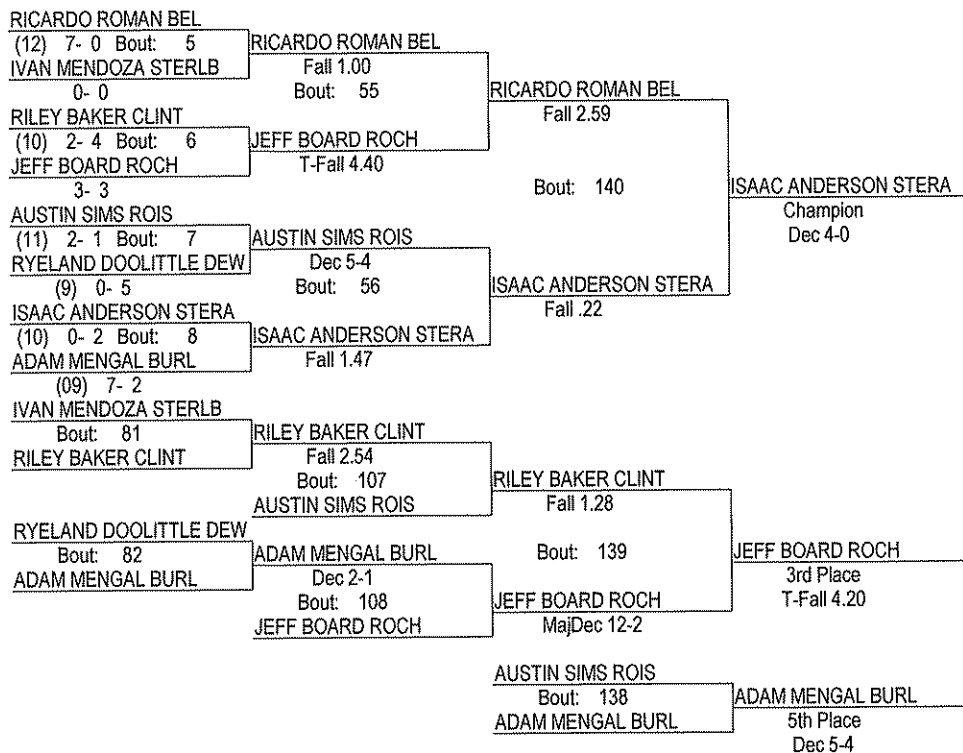 RICARDO ROMAN BEL
(12) 7- 0 Bout: 5
IVAN MENDOZA STERLB
0- 0
RILEY BAKER CLINT
(10) 2- 4 Bout: 6
JEFF BOARD ROCH
3- 3
AUSTIN SIMS ROIS
(11) 2- 1 Bout: 7
RYELAND DOOLITTLE DEW
(9) 0- 5
ISAAC ANDERSON STERA
(10) 0- 2 Bout: 8
ADAM MENGAL BURL
(09) 7- 2
RICARDO ROMAN BEL
Fall 1.00
Bout: 55
JEFF BOARD ROCH
T-Fall 4.40
AUSTIN SIMS ROIS
Dec 5-4
Bout: 56
ISAAC ANDERSON STERA
Fall 1.47
RICARDO ROMAN BEL
Fall 2.59
Bout: 140
ISAAC ANDERSON STERA
Fall .22
ISAAC ANDERSON STERA
Champion
Dec 4-0
IVAN MENDOZA STERLB
Bout: 81
RILEY BAKER CLINT
RYELAND DOOLITTLE DEW
Bout: 82
ADAM MENGAL BURL
RILEY BAKER CLINT
Fall 2.54
Bout: 107
AUSTIN SIMS ROIS
ADAM MENGAL BURL
Dec 2-1
Bout: 108
JEFF BOARD ROCH
RILEY BAKER CLINT
Fall 1.28
Bout: 139
JEFF BOARD ROCH
MajDec 12-2
JEFF BOARD ROCH
3rd Place
T-Fall 4.20
AUSTIN SIMS ROIS
Bout: 138
ADAM MENGAL BURL
ADAM MENGAL BURL
5th Place
Dec 5-4